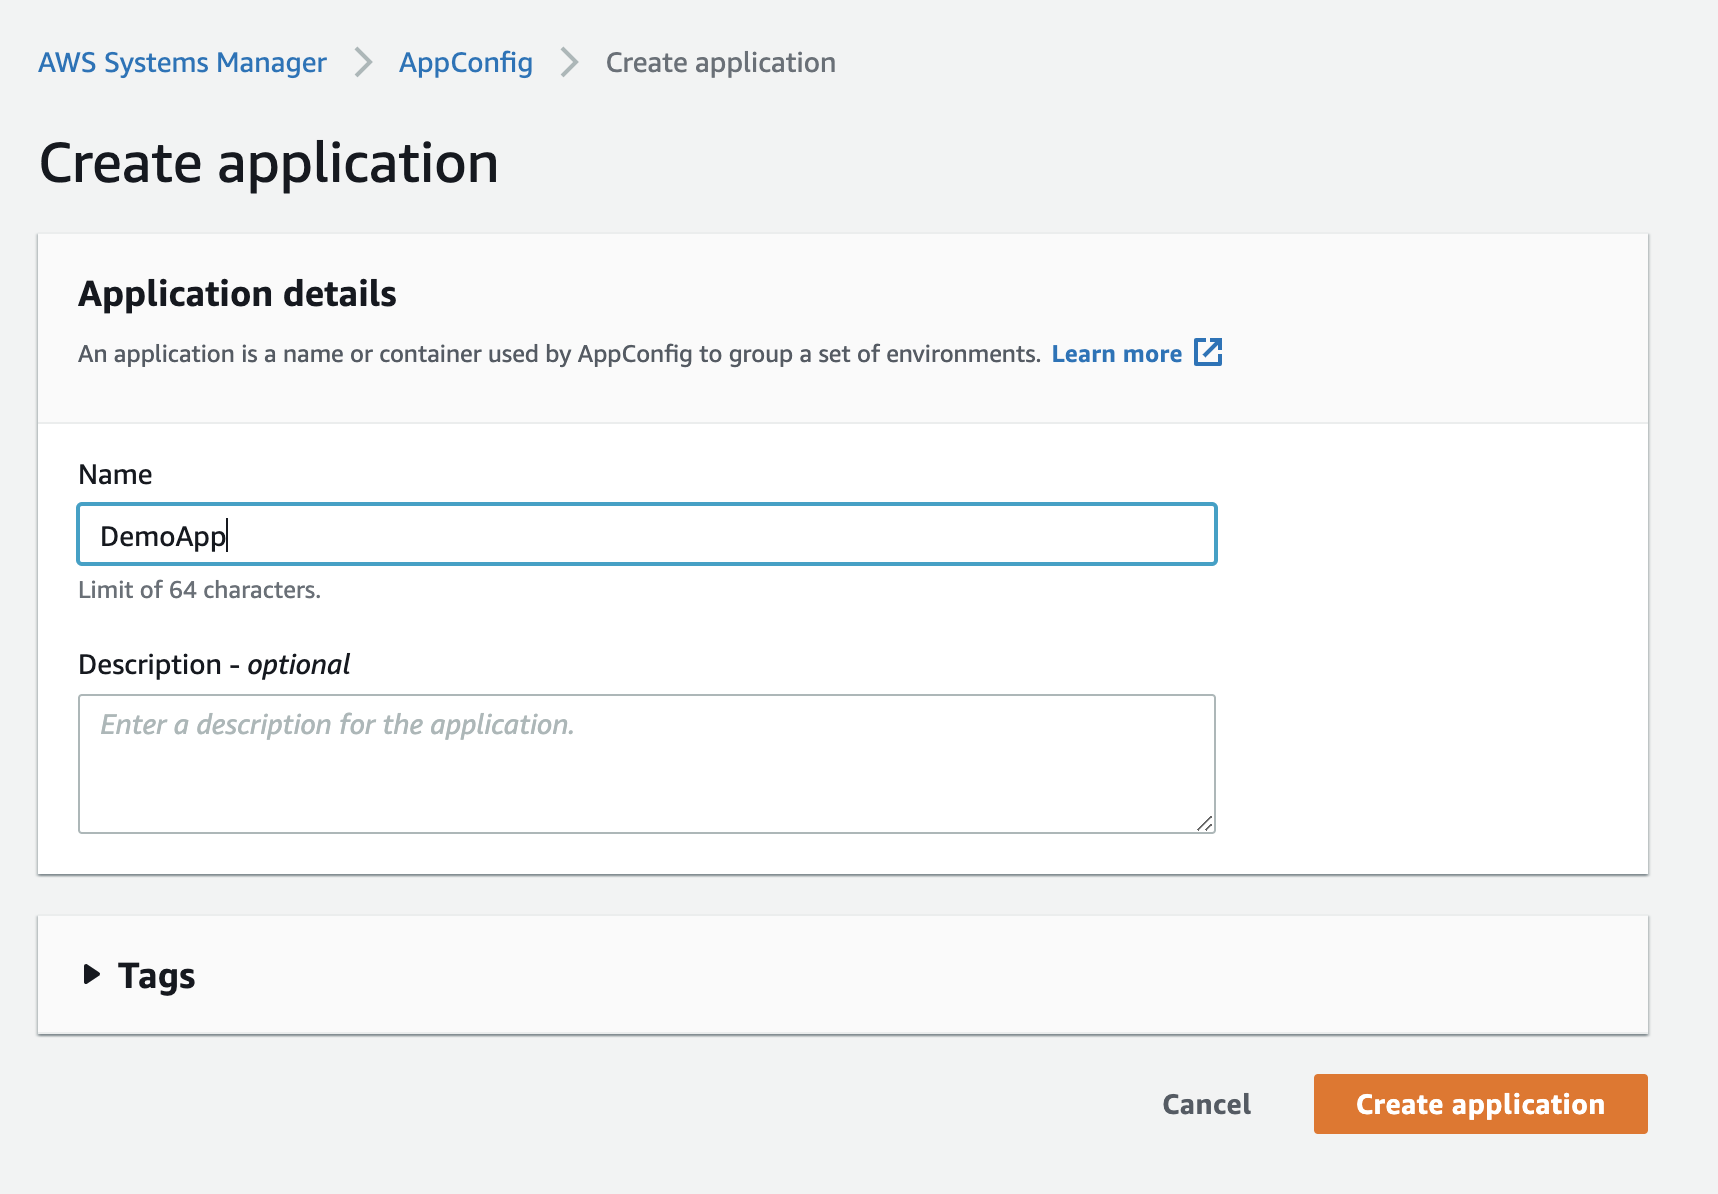 AWS Systems Manager > AppConfig > Create application
Create application
Application details
An application is a name or container used by AppConfig to group a set of environments. Learn more
Name
DemoApp
Limit of 64 characters.
Description - optional
Enter a description for the application.
Tags
Cancel Create application